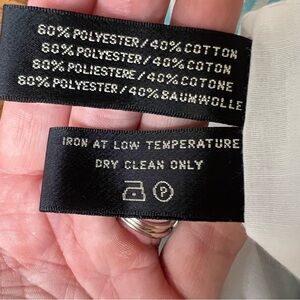 60% POLYESTER/40% COTTON
60% POLYESTER/40% COTON
60% POLIESTERE/40% COTONE
60% POLYESTER/40% BAUMWOLLE
IRON AT LOW TEMPERATURE
DRY CLEAN ONLY
P